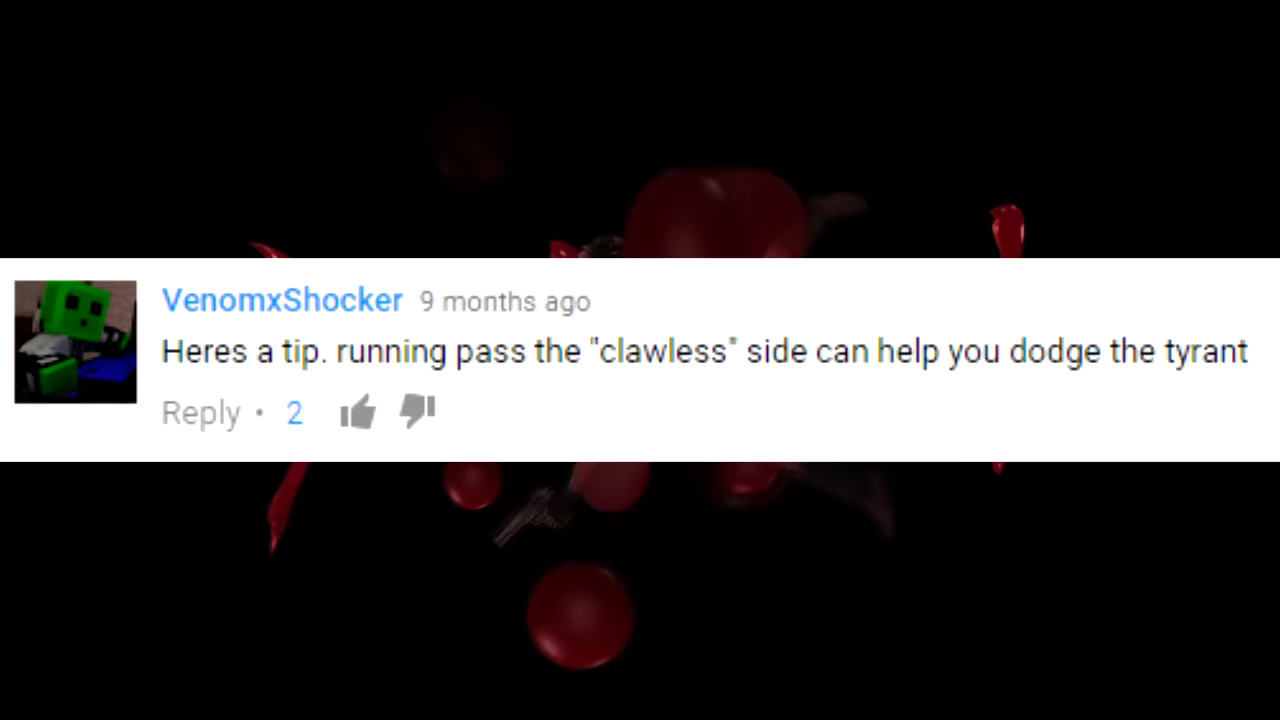 VenomxShocker 9 months ago
Heres a tip. running pass the "clawless" side can help you dodge the tyrant
Reply • 2